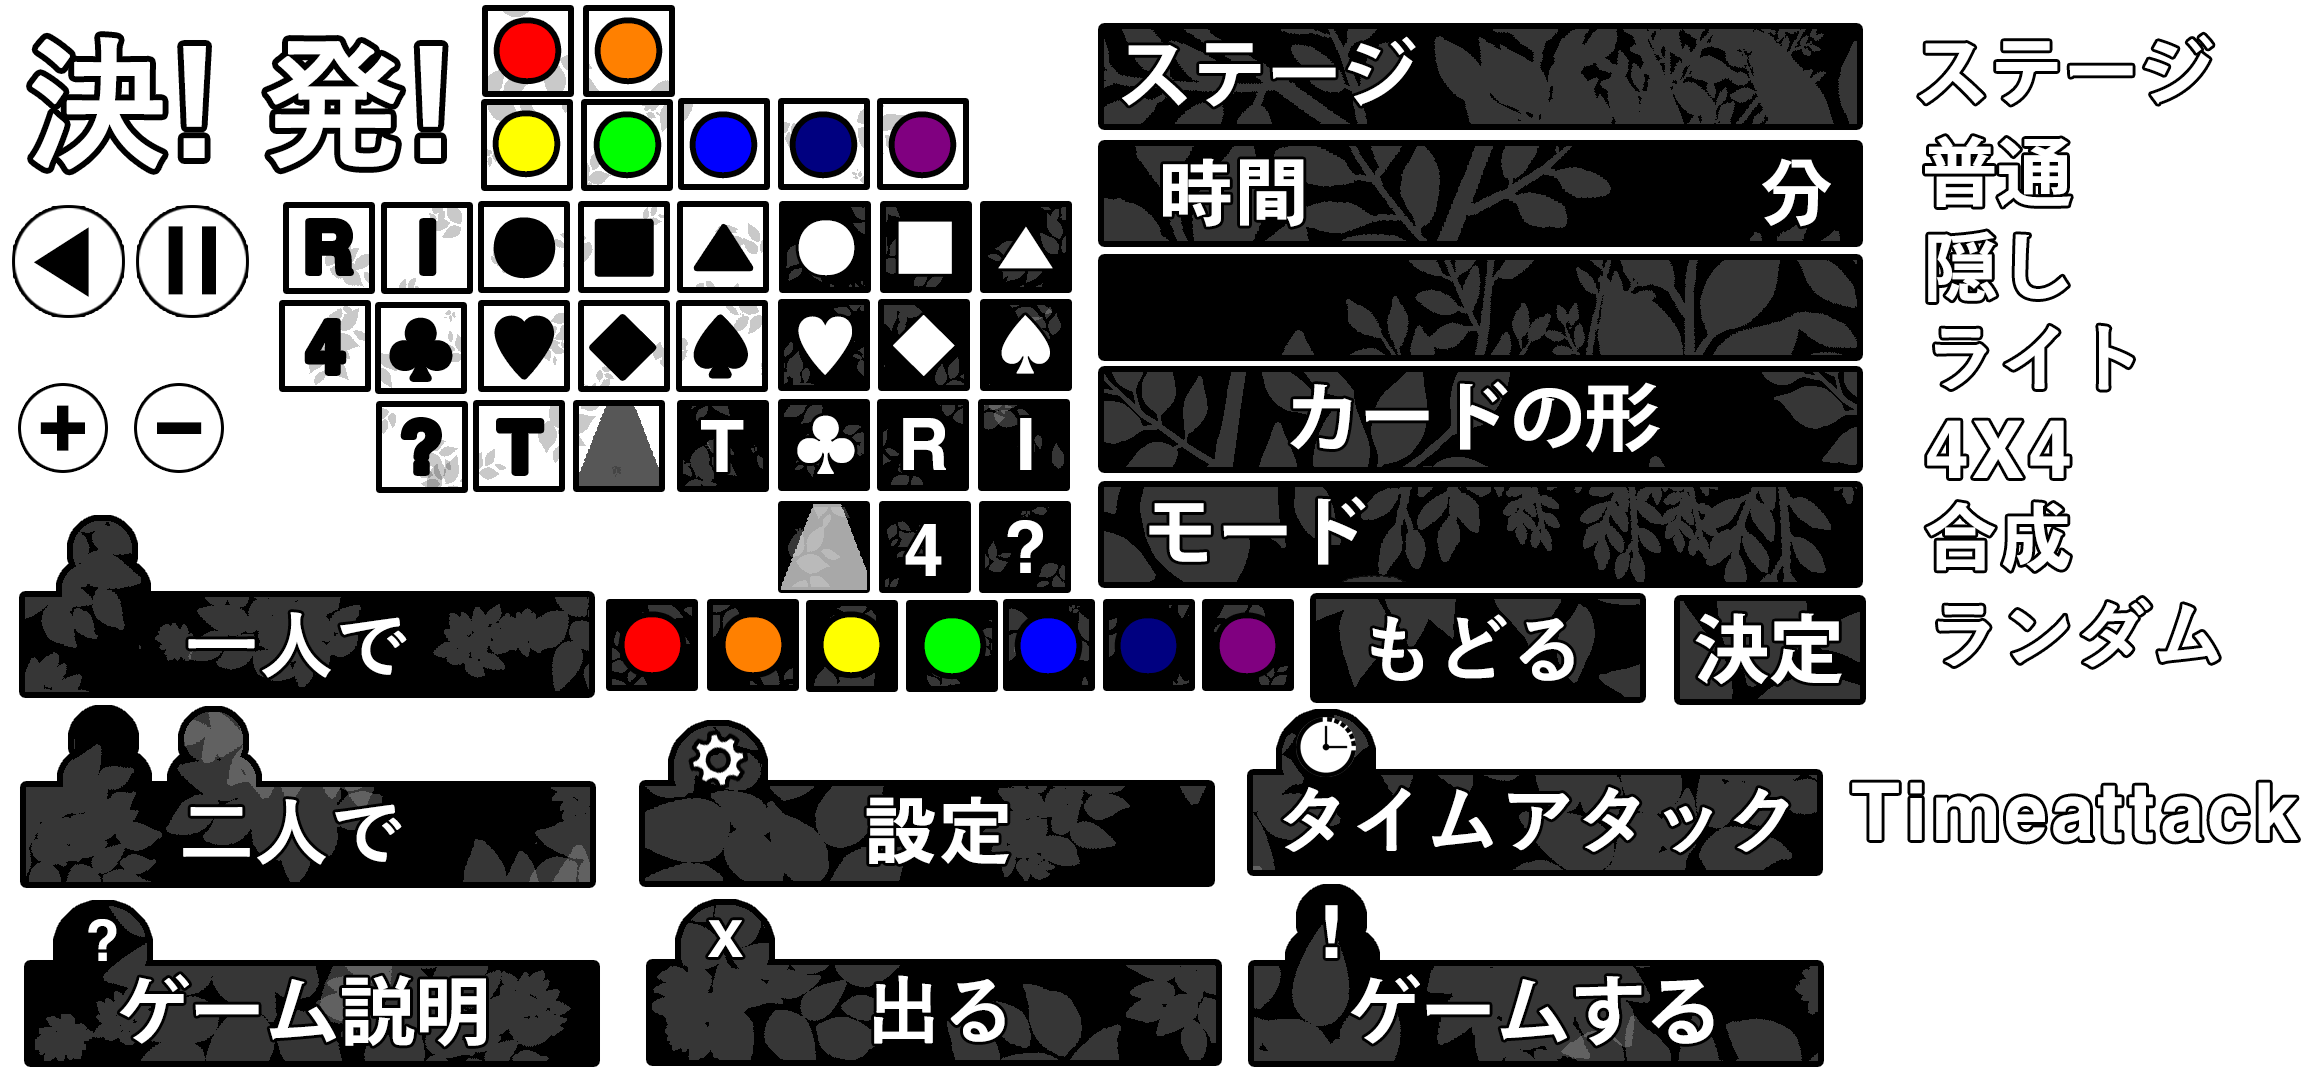 決! 発!
ステージ
ステージ
普通
時間 分
R I
隠し
4
ライト
カードの形
? T T R I
4X4
モード
4 ?
合成
一人で
もどる
決定
ランダム
二人で
設定
タイムアタック
Timeattack
?
ゲーム説明
X
出る
!
ゲームする